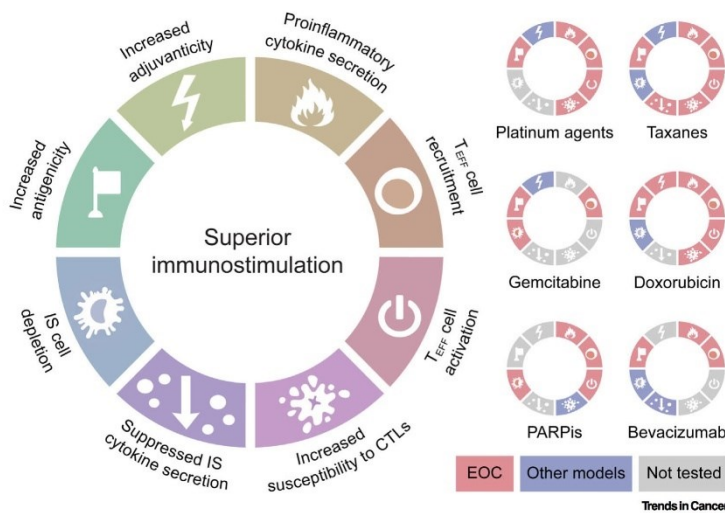 Increased
adjuvanticity
Proinflammatory
cytokine secretion
T EFF cell
recruitment
T EFF cell
activation
Increased
susceptibility to CTLs
Suppressed IS
cytokine secretion
IS cell
depletion
Increased
antigenicity
Superior
immunostimulation
Platinum agents
Taxanes
Gemcitabine
Doxorubicin
PARPis
Bevacizumab
EOC
Other models
Not tested
Trends in Cancer